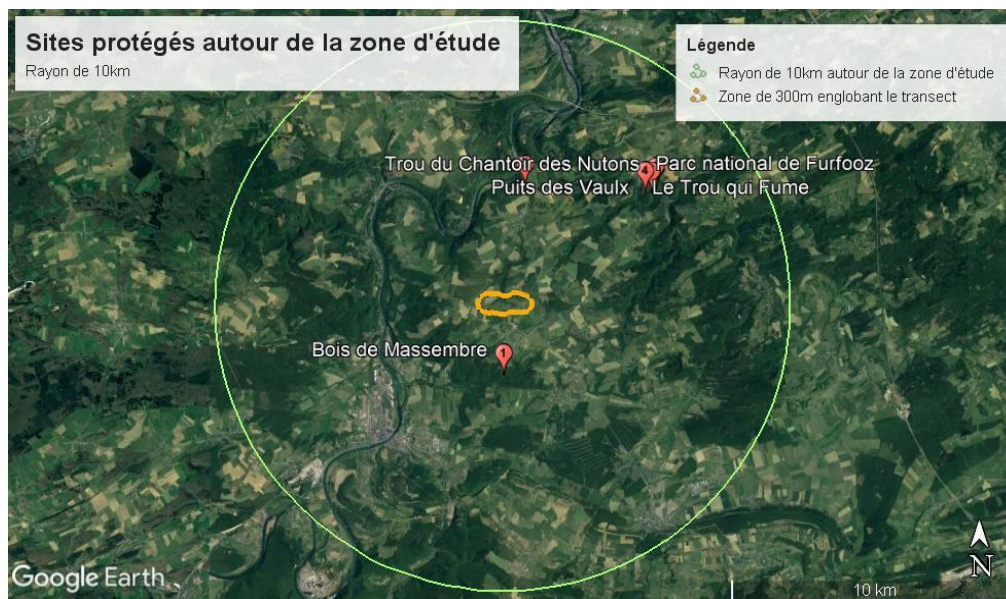 Sites protégés autour de la zone d'étude
Rayon de 10km
Légende
Rayon de 10km autour de la zone d'étude
Zone de 300m englobant le transect
Trou du Chantoir des Nutons
4
Parc national de Furfooz
Puits des Vaulx
Le Trou qui Fume
Bois de Massembre
1
N
Google Earth
10 km